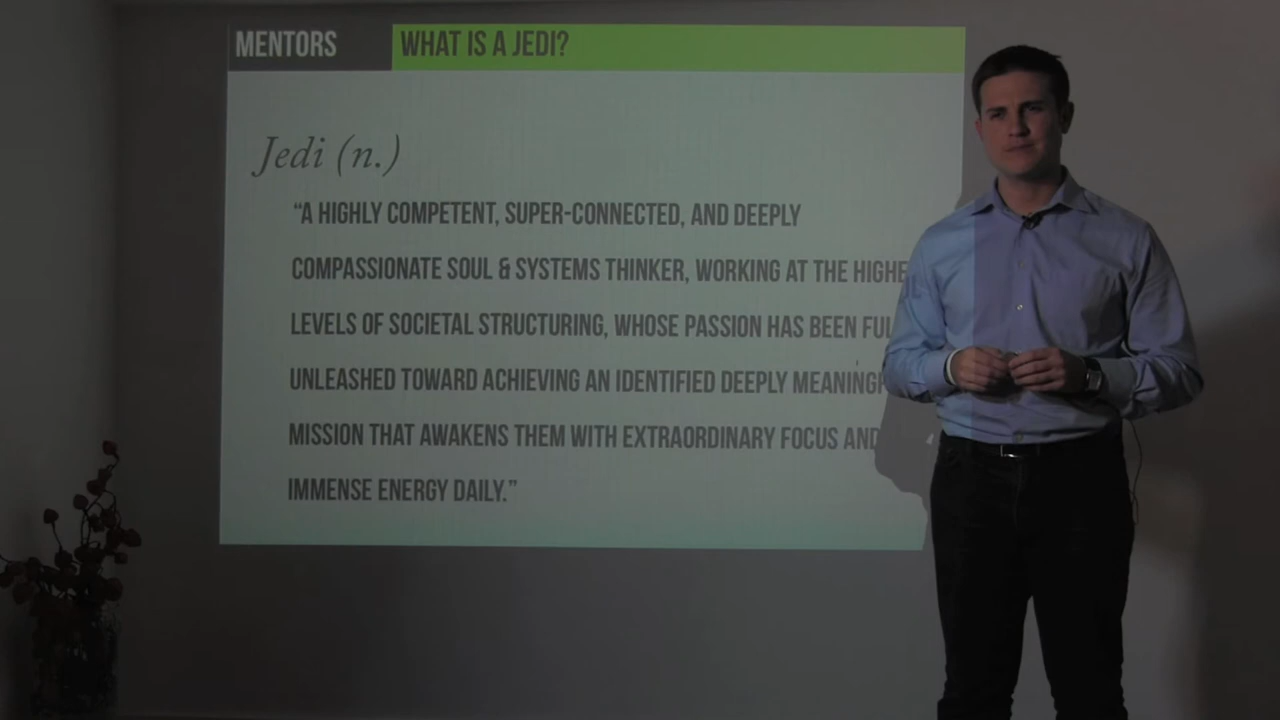 MENTORS WHAT IS A JEDI?
Jedi (n.)
“A HIGHLY COMPETENT, SUPER-CONNECTED, AND DEEPLY
COMPASSIONATE SOUL & SYSTEMS THINKER, WORKING AT THE
LEVELS OF SOCIETAL STRUCTURING, WHOSE PASSION HAS BEEN
UNLEASHED TOWARD ACHIEVING AN IDENTIFIED DEEPLY
MISSION THAT AWAKENS THEM WITH EXTRAORDINARY FOCUS AND
IMMENSE ENERGY DAILY.”